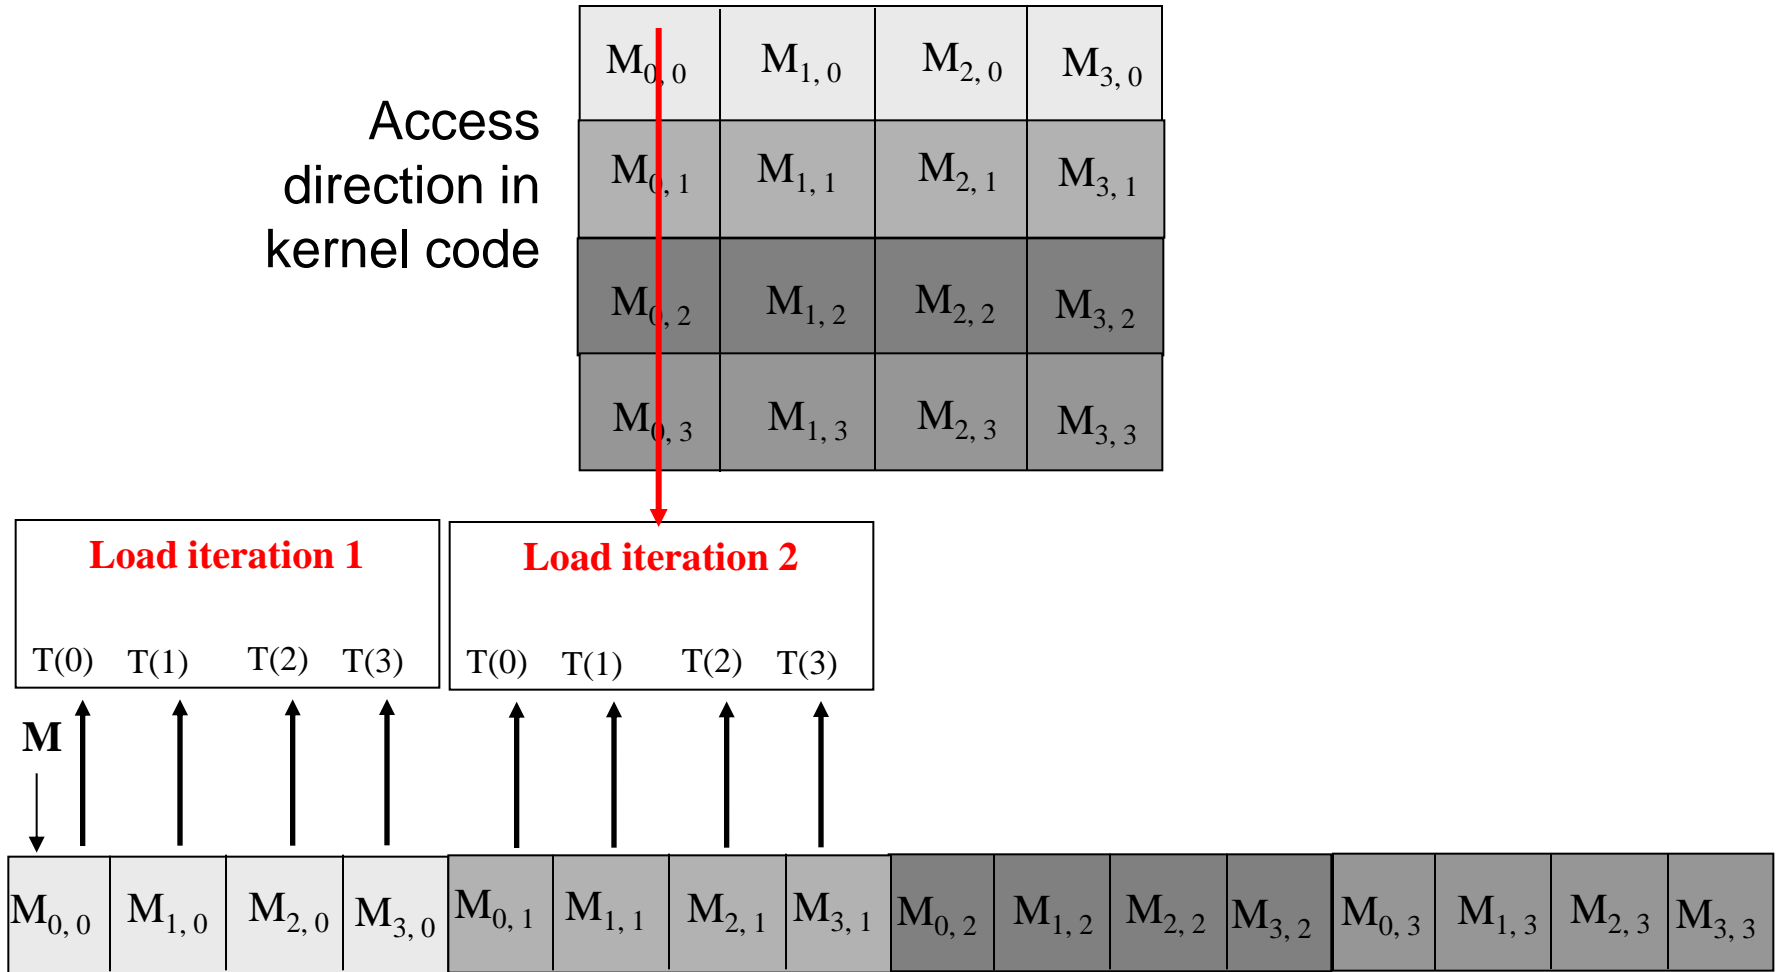 M0, 0 M1, 0 M2, 0 M3, 0
Access
direction in
kernel code
M0, 1 M1, 1 M2, 1 M3, 1
M0, 2 M1, 2 M2, 2 M3, 2
M0, 3 M1, 3 M2, 3 M3, 3
Load iteration 1
T(0) T(1) T(2) T(3)
Load iteration 2
T(0) T(1) T(2) T(3)
M
M0, 0 M1, 0 M2, 0 M3, 0 M0, 1 M1, 1 M2, 1 M3, 1 M0, 2 M1, 2 M2, 2 M3, 2 M0, 3 M1, 3 M2, 3 M3, 3